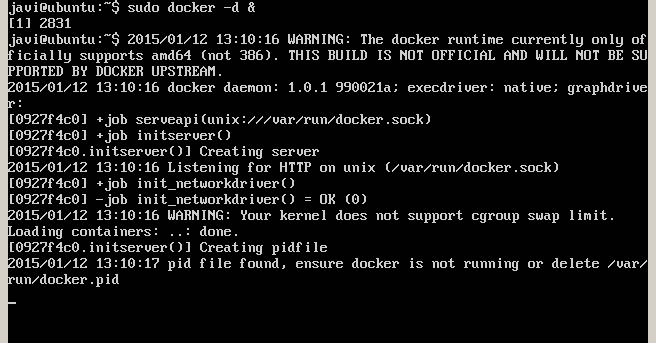 javi@ubuntu:~$ sudo docker -d &
[1] 2831
javi@ubuntu:~$ 2015/01/12 13:10:16 WARNING: The docker runtime currently only of
ficially supports amd64 (not 386). THIS BUILD IS NOT OFFICIAL AND WILL NOT BE SU
PPORTED BY DOCKER UPSTREAM.
2015/01/12 13:10:16 docker daemon: 1.0.1 990021a; execdriver: native; graphdrive
r:
[0927f4c0] +job serveapi(unix:///var/run/docker.sock)
[0927f4c0] +job initserver()
[0927f4c0.initserver()] Creating server
2015/01/12 13:10:16 Listening for HTTP on unix (/var/run/docker.sock)
[0927f4c0] +job init_networkdriver()
[0927f4c0] -job init_networkdriver() = OK (0)
2015/01/12 13:10:16 WARNING: Your kernel does not support cgroup swap limit.
Loading containers: ..: done.
[0927f4c0.initserver()] Creating pidfile
2015/01/12 13:10:17 pid file found, ensure docker is not running or delete /var/
run/docker.pid